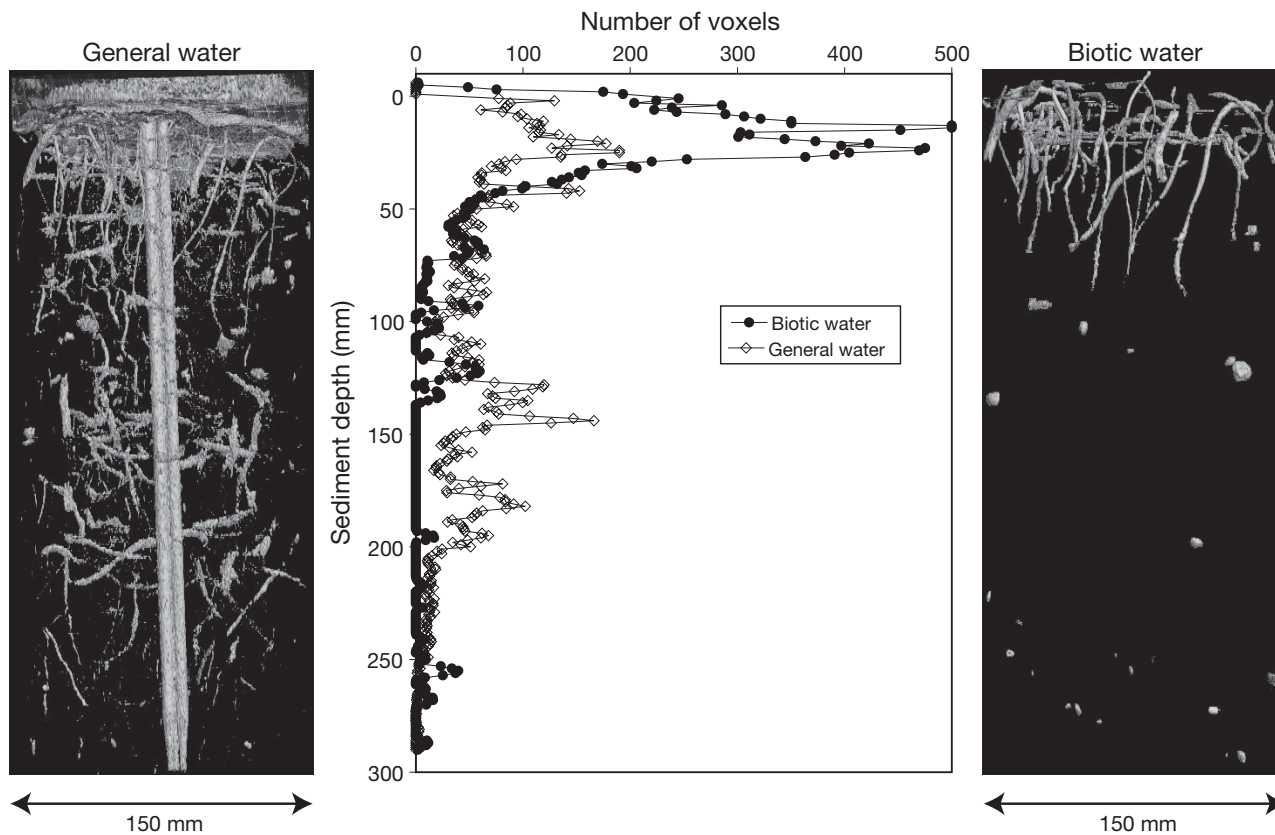 Number of voxels
General water
Biotic water
0 100 200 300 400 500
0
50
100
150
200
250
300
Sediment depth (mm)
Biotic water
General water
150 mm
150 mm